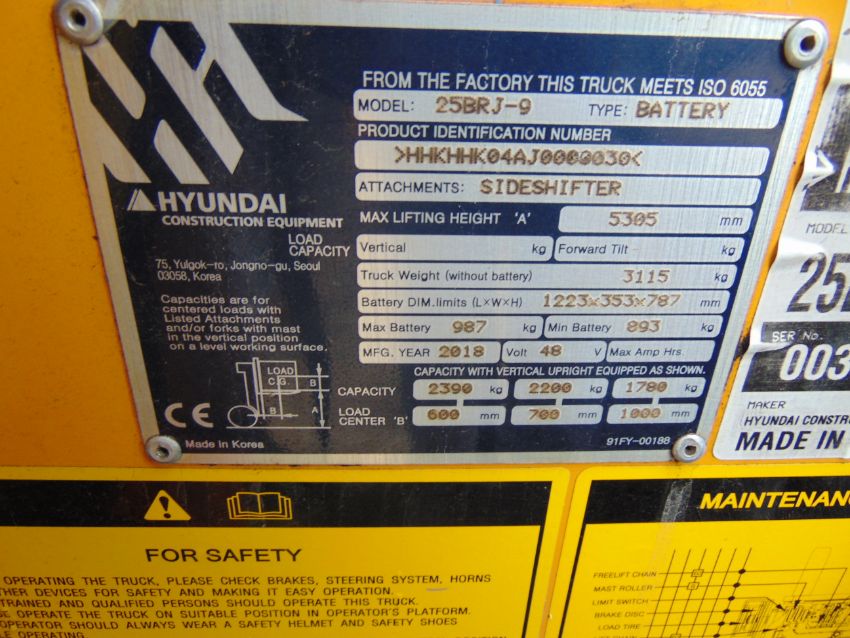 FROM THE FACTORY THIS TRUCK MEETS ISO 6055
MODEL: 25BRJ-9 TYPE: BATTERY
PRODUCT IDENTIFICATION NUMBER
>HHKHHK04AJ0000030<
ATTACHMENTS: SIDESHIFTER
HYUNDAI
CONSTRUCTION EQUIPMENT
75, Yulgok-ro, Jongno-gu, Seoul
03058, Korea
Capacities are for
centered loads with
Listed Attachments
and/or forks with mast
in the vertical position
on a level working surface.
MAX LIFTING HEIGHT 'A' 5305 mm
LOAD CAPACITY Vertical kg Forward Tilt kg
Truck Weight (without battery) 3115 kg
Battery DIM.limits (L×W×H) 1223×353×787 mm
Max Battery 987 kg Min Battery 893 kg
MFG. YEAR 2018 Volt 48 V Max Amp Hrs.
CAPACITY WITH VERTICAL UPRIGHT EQUIPPED AS SHOWN.
CAPACITY 2390 kg 2200 kg 1780 kg
LOAD CENTER 'B' 600 mm 700 mm 1000 mm
LOAD
C.G. B
B A
CE
Made in Korea
91FY-00188
MODEL
25
SER No.
003
MAKER
HYUNDAI CONSTR
MADE IN
FOR SAFETY
OPERATING THE TRUCK, PLEASE CHECK BRAKES, STEERING SYSTEM, HORNS
THER DEVICES FOR SAFETY AND MAKING IT EASY OPERATION.
TRAINED AND QUALIFIED PERSONS SHOULD OPERATE THIS TRUCK.
SE OPERATE THE TRUCK ON SUITABLE POSITION IN OPERATOR'S PLATFORM.
OPERATOR SHOULD ALWAYS WEAR A SAFETY HELMET AND SAFETY SHOES
LE OPERATING.
MAINTENANC
FREELIFT CHAIN
MAST ROLLER
LIMIT SWITCH
BRAKE DISC
LOAD TIRE